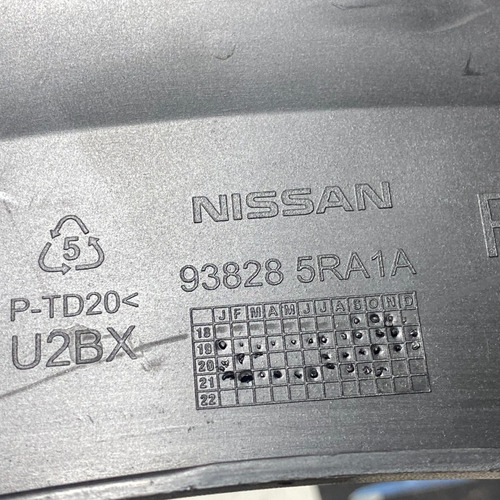 NISSAN
5
93828 5RA1A
P-TD20<
U2BX
J F M A M J J A S O N D
18
19
20
21
22